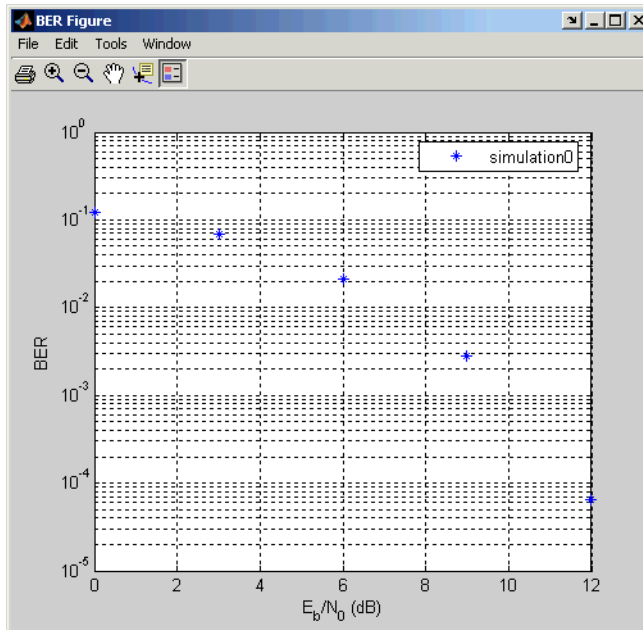 BER Figure
File Edit Tools Window
simulation0
10^0
10^-1
10^-2
10^-3
10^-4
10^-5
BER
0 2 4 6 8 10 12
E_b/N_0 (dB)